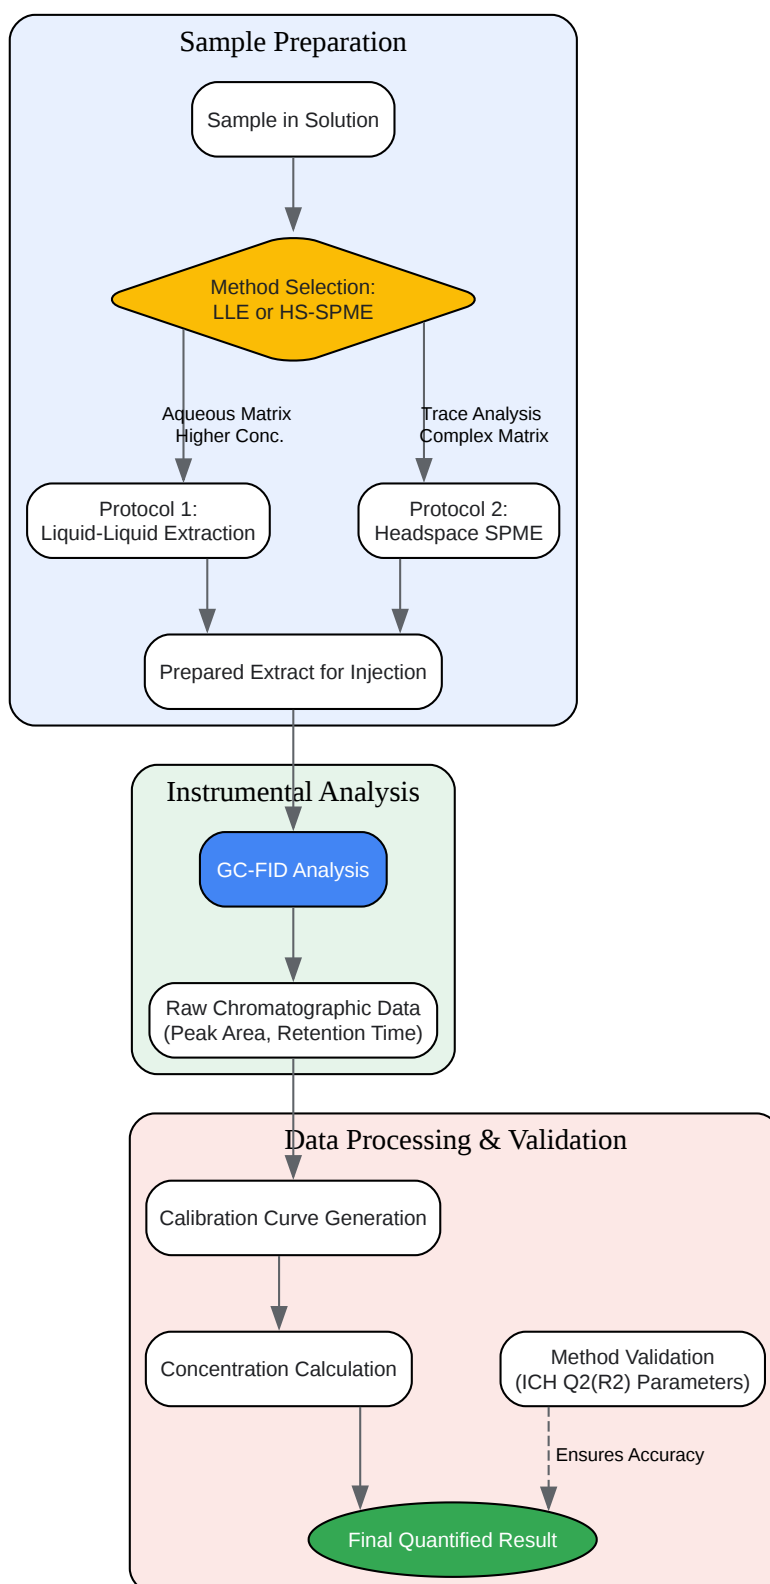 Sample Preparation
Sample in Solution
Method Selection:
LLE or HS-SPME
Aqueous Matrix
Higher Conc.
Trace Analysis
Complex Matrix
Protocol 1:
Liquid-Liquid Extraction
Protocol 2:
Headspace SPME
Prepared Extract for Injection
Instrumental Analysis
GC-FID Analysis
Raw Chromatographic Data
(Peak Area, Retention Time)
Data Processing & Validation
Calibration Curve Generation
Concentration Calculation
Method Validation
(ICH Q2(R2) Parameters)
Ensures Accuracy
Final Quantified Result